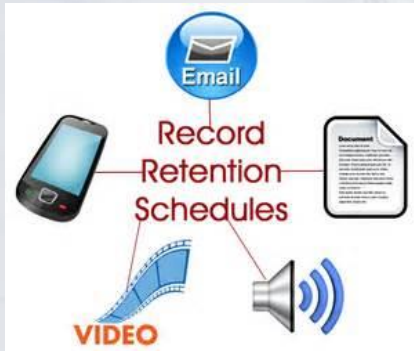 Email
Record
Retention
Schedules
Document
VIDEO